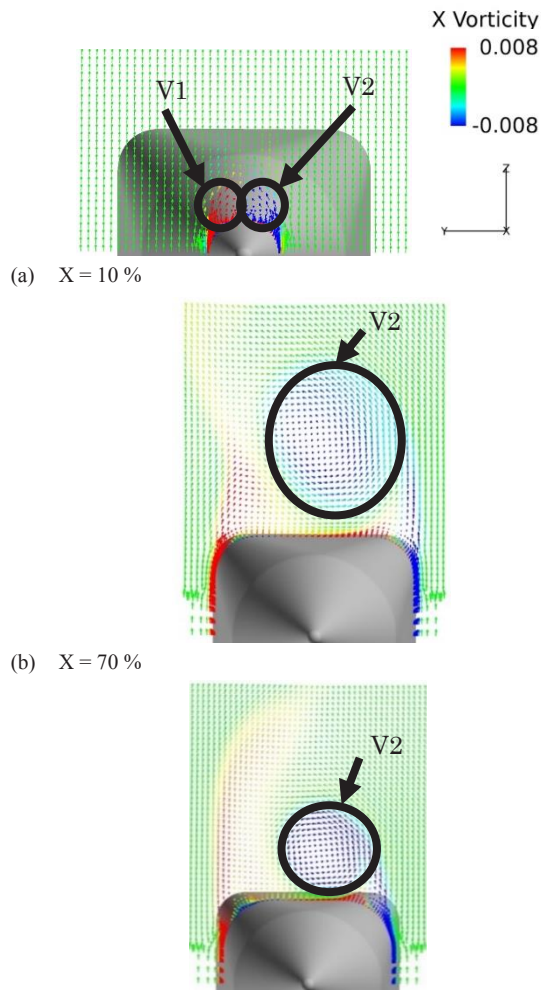 X Vorticity
0.008
-0.008
V1
V2
Z
Y
X
(a) X = 10 %
V2
(b) X = 70 %
V2